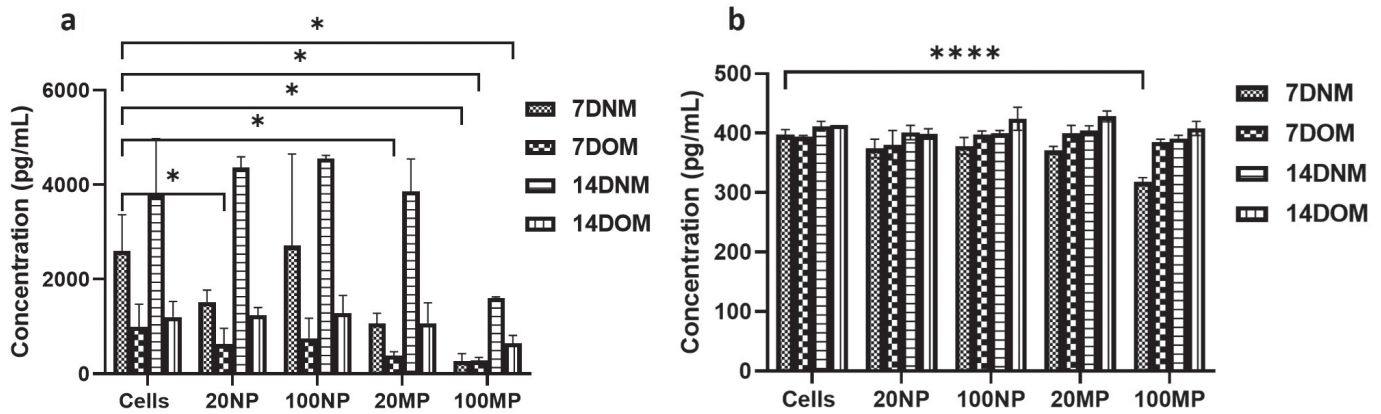 a
*
*
*
*
*
Concentration (pg/mL)
6000
4000
2000
0
Cells 20NP 100NP 20MP 100MP
7DNM
7DOM
14DNM
14DOM
b
****
Concentration (pg/mL)
500
400
300
200
100
0
Cells 20NP 100NP 20MP 100MP
7DNM
7DOM
14DNM
14DOM